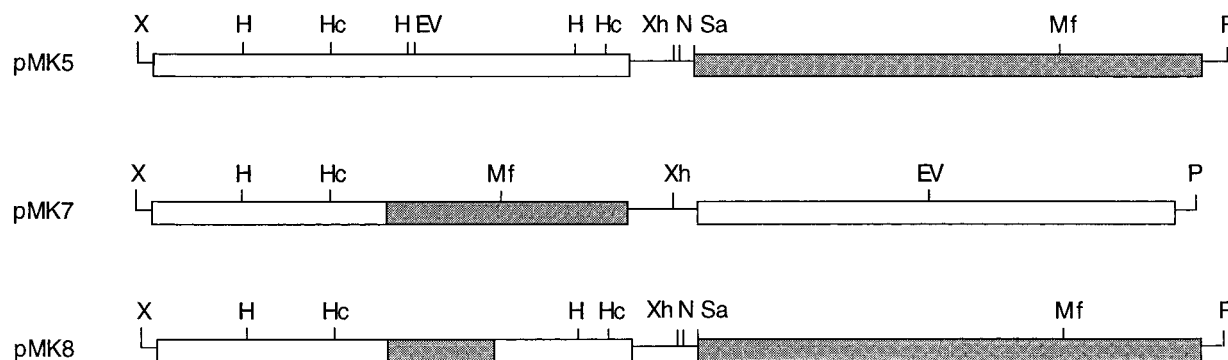 X H Hc H EV H Hc Xh N Sa Mf
pMK5
X H Hc Mf Xh EV P
pMK7
X H Hc H Hc Xh N Sa Mf
pMK8